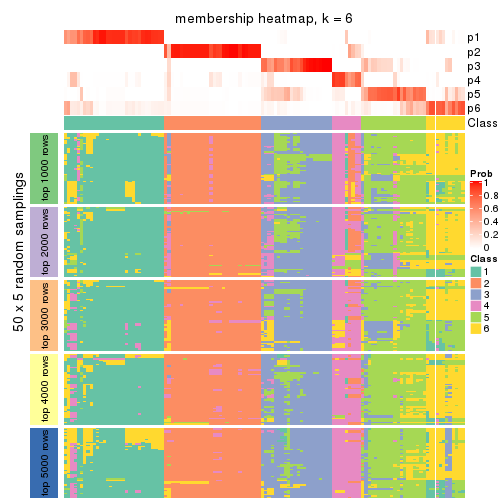 membership heatmap, k = 6
p1
p2
p3
p4
p5
p6
Class
50 x 5 random samplings
top 1000 rows
top 2000 rows
top 3000 rows
top 4000 rows
top 5000 rows
Prob
1
0.8
0.6
0.4
0.2
0
Class
1
2
3
4
5
6